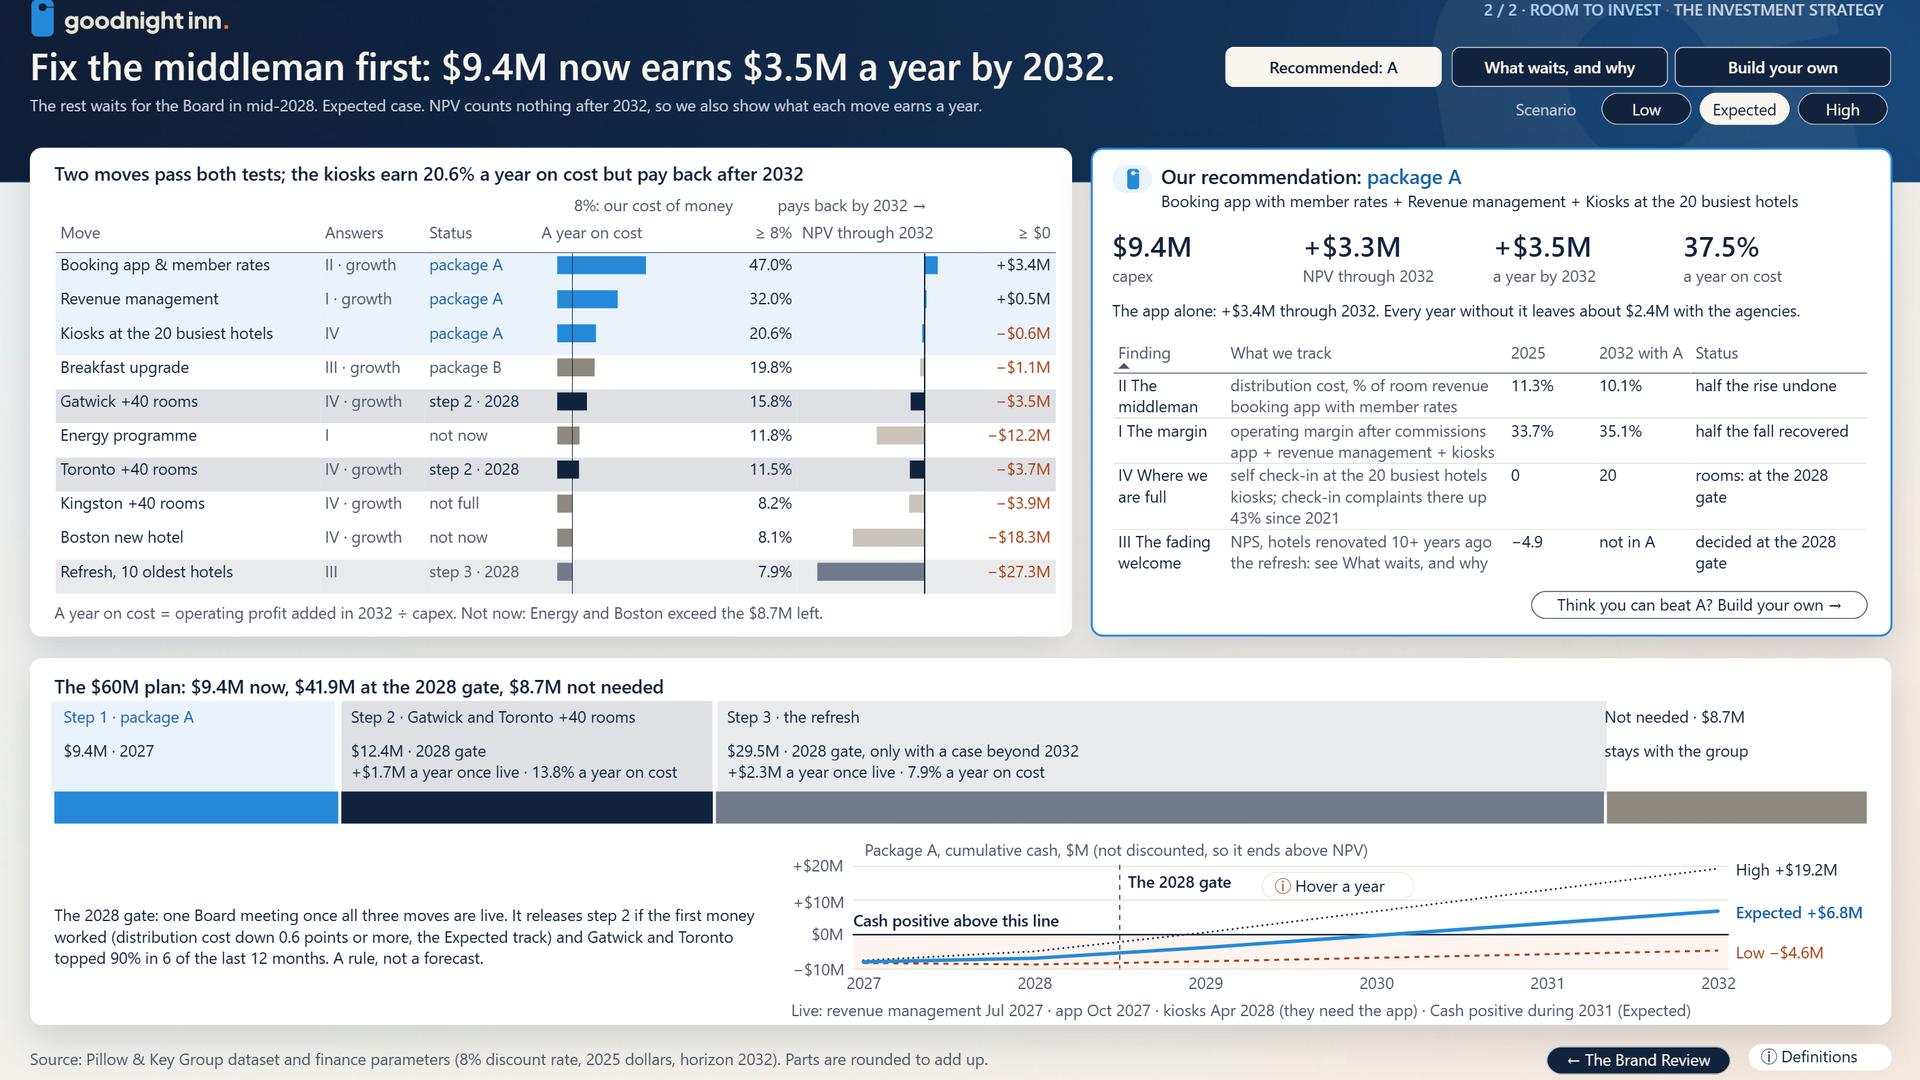 goodnight inn.
2 / 2 · ROOM TO INVEST · THE INVESTMENT STRATEGY
Fix the middleman first: $9.4M now earns $3.5M a year by 2032.
The rest waits for the Board in mid-2028. Expected case. NPV counts nothing after 2032, so we also show what each move earns a year.
Recommended: A
What waits, and why
Build your own
Scenario
Low
Expected
High
Two moves pass both tests; the kiosks earn 20.6% a year on cost but pay back after 2032
8%: our cost of money
pays back by 2032 →
Move Answers Status A year on cost ≥ 8% NPV through 2032 ≥ $0
Booking app & member rates II · growth package A 47.0% +$3.4M
Revenue management I · growth package A 32.0% +$0.5M
Kiosks at the 20 busiest hotels IV package A 20.6% −$0.6M
Breakfast upgrade III · growth package B 19.8% −$1.1M
Gatwick +40 rooms IV · growth step 2 · 2028 15.8% −$3.5M
Energy programme I not now 11.8% −$12.2M
Toronto +40 rooms IV · growth step 2 · 2028 11.5% −$3.7M
Kingston +40 rooms IV · growth not full 8.2% −$3.9M
Boston new hotel IV · growth not now 8.1% −$18.3M
Refresh, 10 oldest hotels III step 3 · 2028 7.9% −$27.3M
A year on cost = operating profit added in 2032 ÷ capex. Not now: Energy and Boston exceed the $8.7M left.
Our recommendation: package A
Booking app with member rates + Revenue management + Kiosks at the 20 busiest hotels
$9.4M +$3.3M +$3.5M 37.5%
capex NPV through 2032 a year by 2032 a year on cost
The app alone: +$3.4M through 2032. Every year without it leaves about $2.4M with the agencies.
Finding What we track 2025 2032 with A Status
II The distribution cost, % of room revenue 11.3% 10.1% half the rise undone
middleman booking app with member rates
I The margin operating margin after commissions 33.7% 35.1% half the fall recovered
app + revenue management + kiosks
IV Where we self check-in at the 20 busiest hotels 0 20 rooms: at the 2028
are full kiosks; check-in complaints there up gate
43% since 2021
III The fading NPS, hotels renovated 10+ years ago −4.9 not in A decided at the 2028
welcome the refresh: see What waits, and why gate
Think you can beat A? Build your own →
The $60M plan: $9.4M now, $41.9M at the 2028 gate, $8.7M not needed
Step 1 · package A
$9.4M · 2027
Step 2 · Gatwick and Toronto +40 rooms
$12.4M · 2028 gate
+$1.7M a year once live · 13.8% a year on cost
Step 3 · the refresh
$29.5M · 2028 gate, only with a case beyond 2032
+$2.3M a year once live · 7.9% a year on cost
Not needed · $8.7M
stays with the group
The 2028 gate: one Board meeting once all three moves are live. It releases step 2 if the first money
worked (distribution cost down 0.6 points or more, the Expected track) and Gatwick and Toronto
topped 90% in 6 of the last 12 months. A rule, not a forecast.
Package A, cumulative cash, $M (not discounted, so it ends above NPV)
+$20M
+$10M
$0M
−$10M
The 2028 gate
ⓘ Hover a year
Cash positive above this line
High +$19.2M
Expected +$6.8M
Low −$4.6M
2027 2028 2029 2030 2031 2032
Live: revenue management Jul 2027 · app Oct 2027 · kiosks Apr 2028 (they need the app) · Cash positive during 2031 (Expected)
Source: Pillow & Key Group dataset and finance parameters (8% discount rate, 2025 dollars, horizon 2032). Parts are rounded to add up.
← The Brand Review
ⓘ Definitions